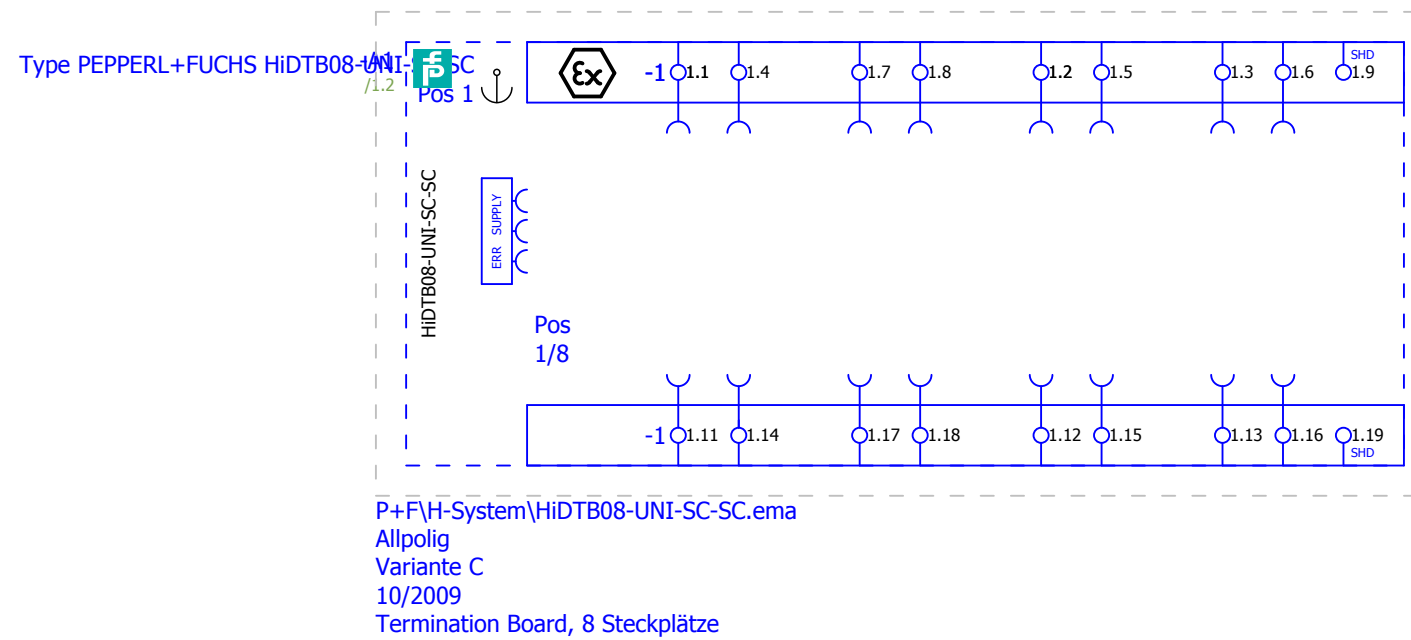 Type PEPPERL+FUCHS HiDTB08-UNI-SC-SC
/1.2
Pos 1
-1 1.1 1.4 1.7 1.8 1.2 1.5 1.3 1.6 1.9
SHD
Ex
HiDTB08-UNI-SC-SC
ERR SUPPLY
Pos
1/8
-1 1.11 1.14 1.17 1.18 1.12 1.15 1.13 1.16 1.19
SHD
P+F\H-System\HiDTB08-UNI-SC-SC.ema
Allpolig
Variante C
10/2009
Termination Board, 8 Steckplätze